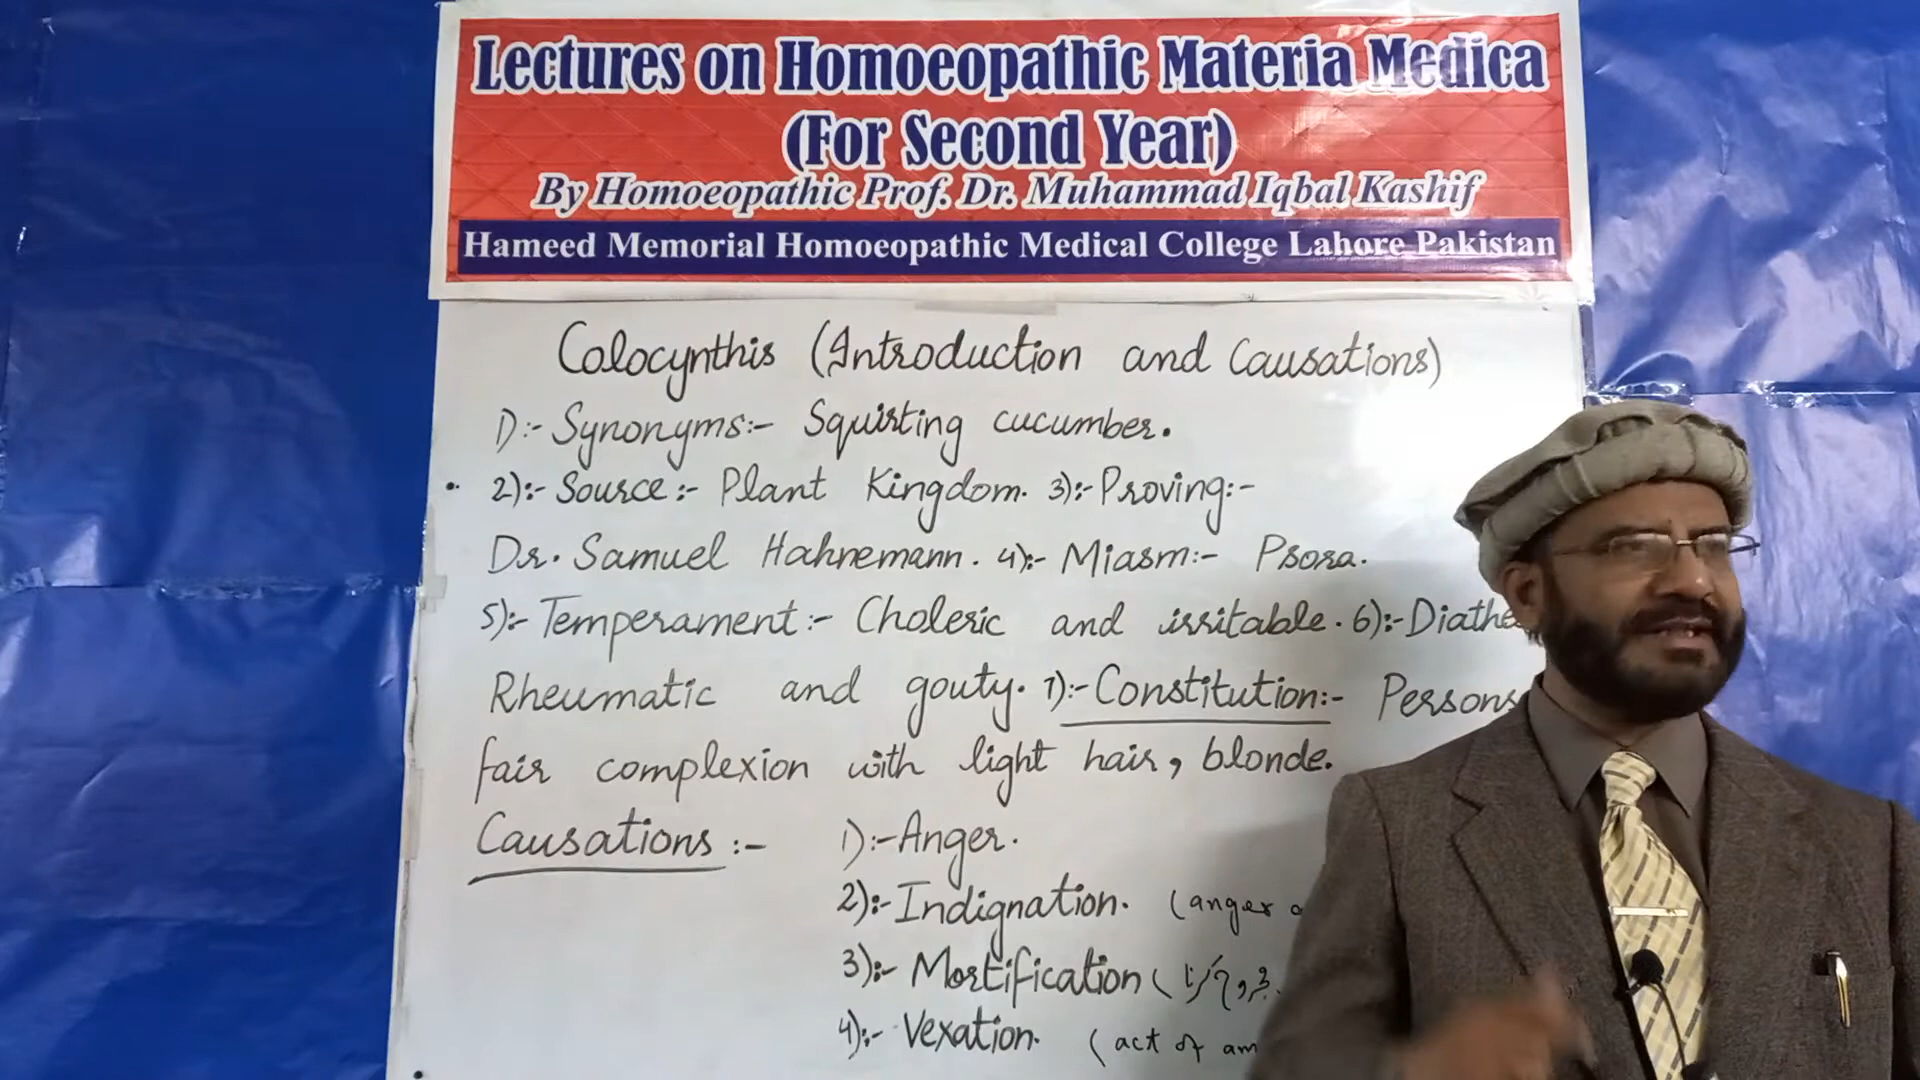 Lectures on Homoeopathic Materia Medica
(For Second Year)
By Homoeopathic Prof. Dr. Muhammad Iqbal Kashif
Hameed Memorial Homoeopathic Medical College Lahore Pakistan
Colocynthis (Introduction and Causations)
1):- Synonyms:- Squirting cucumber.
2):- Source:- Plant Kingdom. 3):- Proving:-
Dr. Samuel Hahnemann. 4):- Miasm:- Psora.
5):- Temperament:- Choleric and irritable. 6):- Diathe
Rheumatic and gouty. 7):- Constitution:- Persons
fair complexion with light hair, blonde.
Causations:- 1):- Anger.
2):- Indignation. (anger
3):- Mortification (
4):- Vexation. (act of am